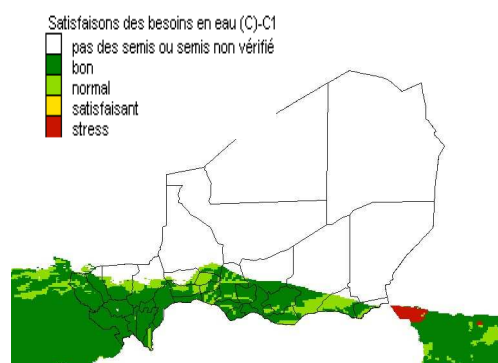 Satisfaisons des besoins en eau (C)-C1
pas des semis ou semis non vérifié
bon
normal
satisfaisant
stress